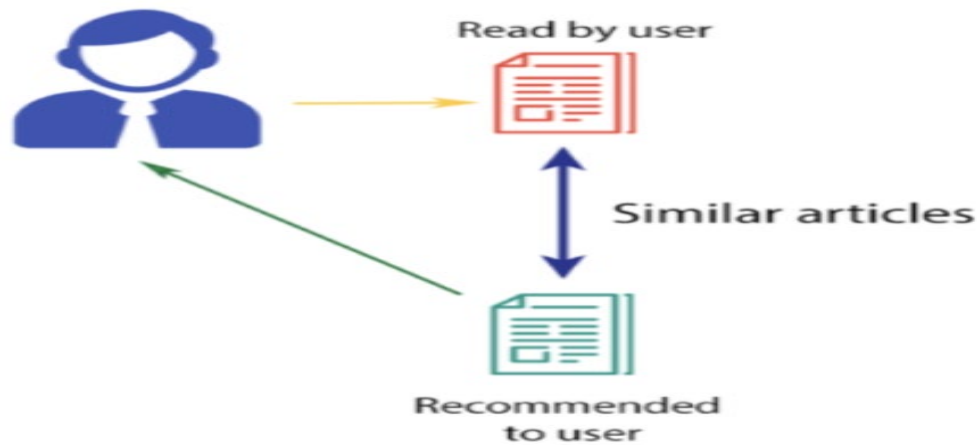 Read by user
Similar articles
Recommended
to user